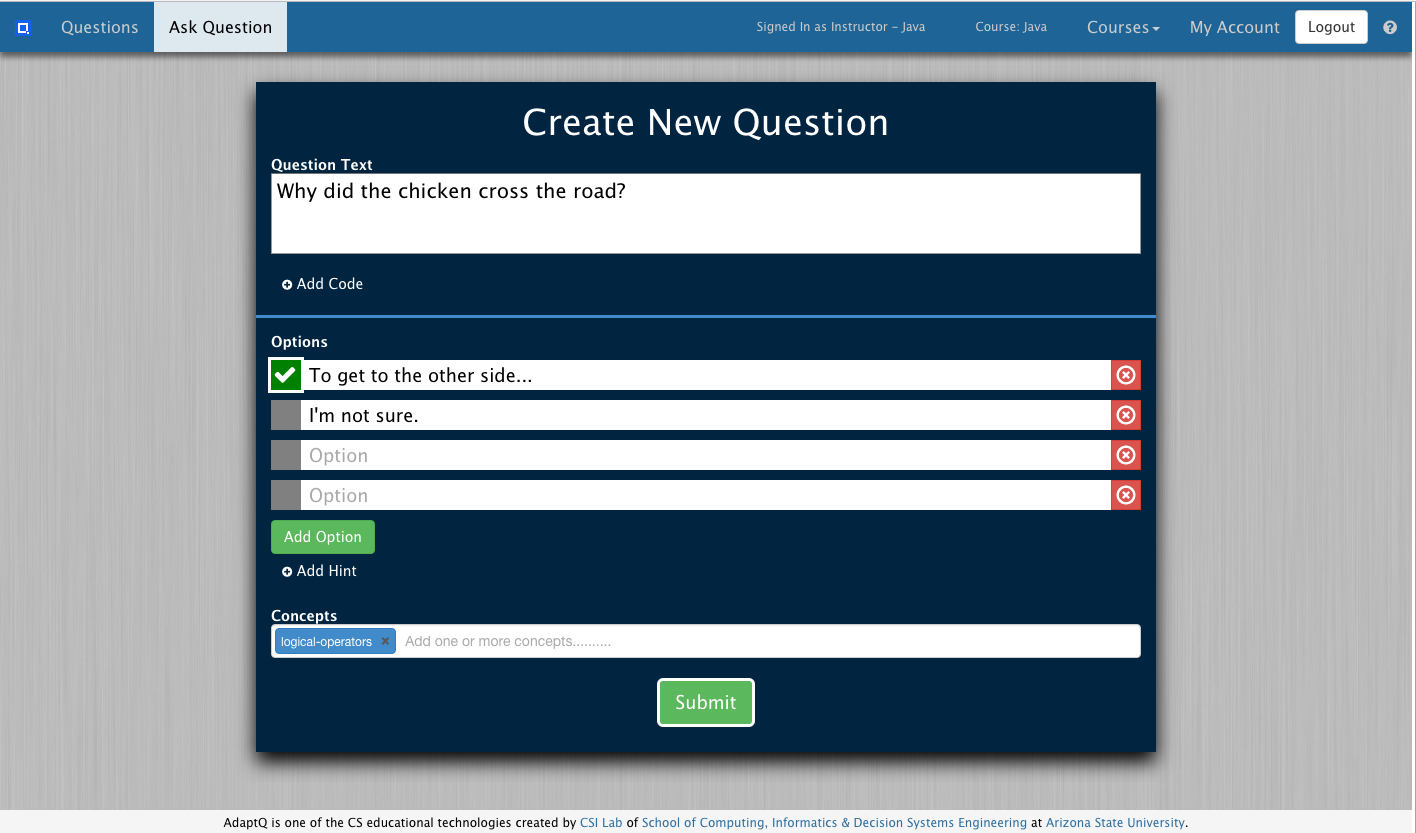 Questions Ask Question Signed In as Instructor – Java Course: Java Courses My Account Logout
Create New Question
Question Text
Why did the chicken cross the road?
Add Code
Options
To get to the other side...
I'm not sure.
Option
Option
Add Option
Add Hint
Concepts
logical-operators × Add one or more concepts..........
Submit
AdaptQ is one of the CS educational technologies created by CSI Lab of School of Computing, Informatics & Decision Systems Engineering at Arizona State University.